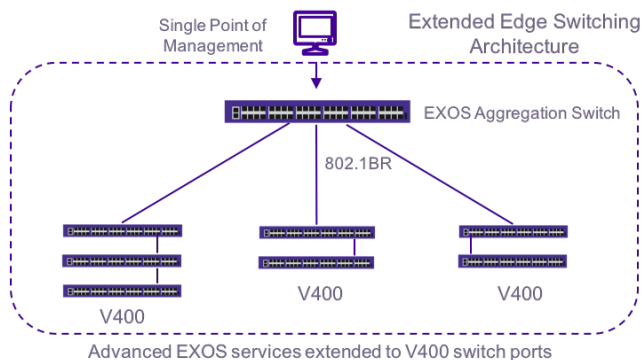 Single Point of
Management
Extended Edge Switching
Architecture
EXOS Aggregation Switch
802.1BR
V400
V400
V400
Advanced EXOS services extended to V400 switch ports